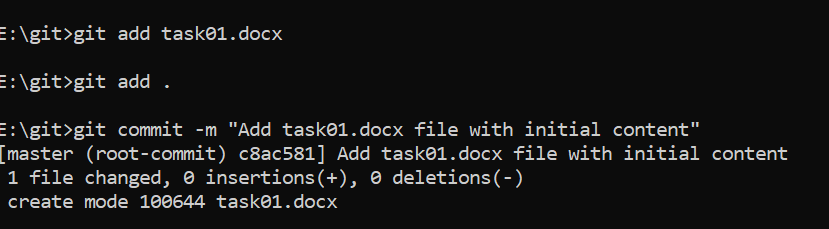 E:\git>git add task01.docx
E:\git>git add .
E:\git>git commit -m "Add task01.docx file with initial content"
[master (root-commit) c8ac581] Add task01.docx file with initial content
1 file changed, 0 insertions(+), 0 deletions(-)
create mode 100644 task01.docx